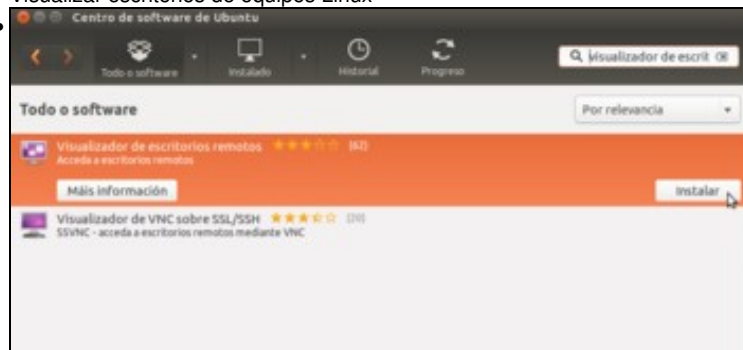 Visualizar escritorios de equipos Linux
Centro de software de Ubuntu
Todo o software
Instalado
Historial
Progreso
visualizador de escrit
Todo o software
Por relevancia
Visualizador de escritorios remotos (62)
Acceda a escritorios remotos
Máis información
Instalar
Visualizador de VNC sobre SSL/SSH (20)
SSVNC - acceda a escritorios remotos mediante VNC